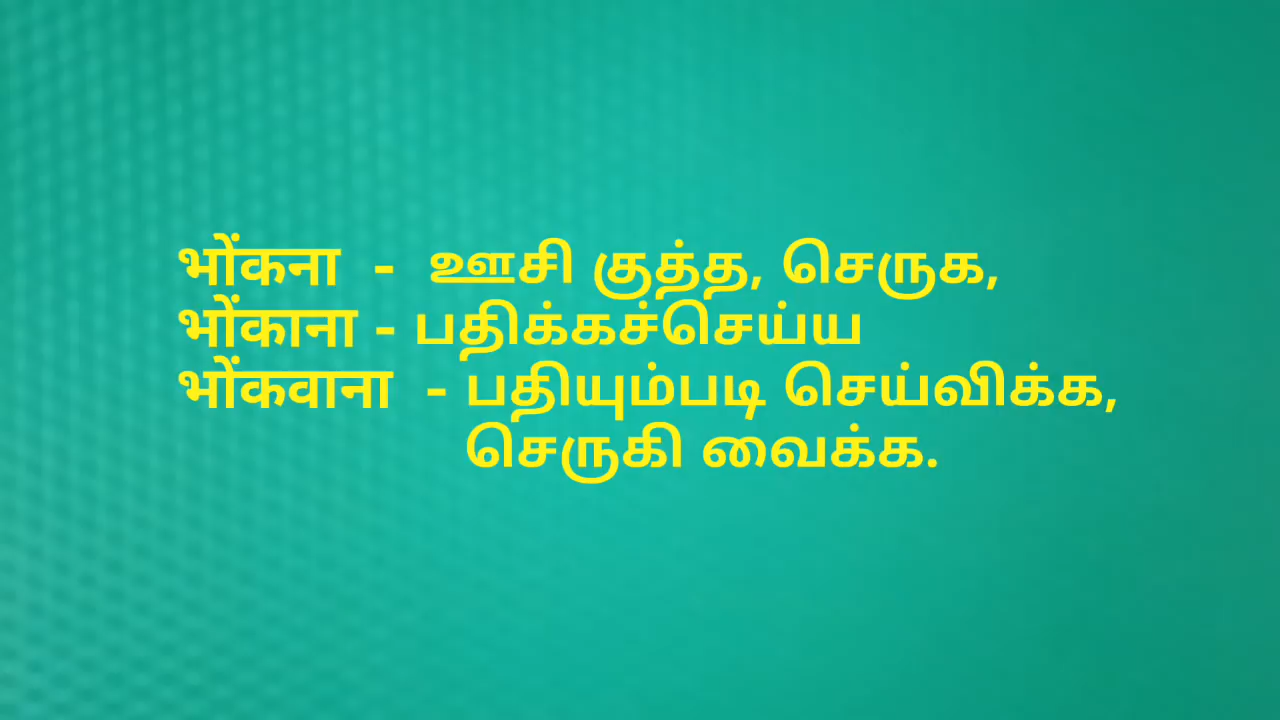 भोंकना - ஊசி குத்த, செருக,
भोंकाना - பதிக்கச்செய்ய
भोंकवाना - பதியும்படி செய்விக்க,
செருகி வைக்க.